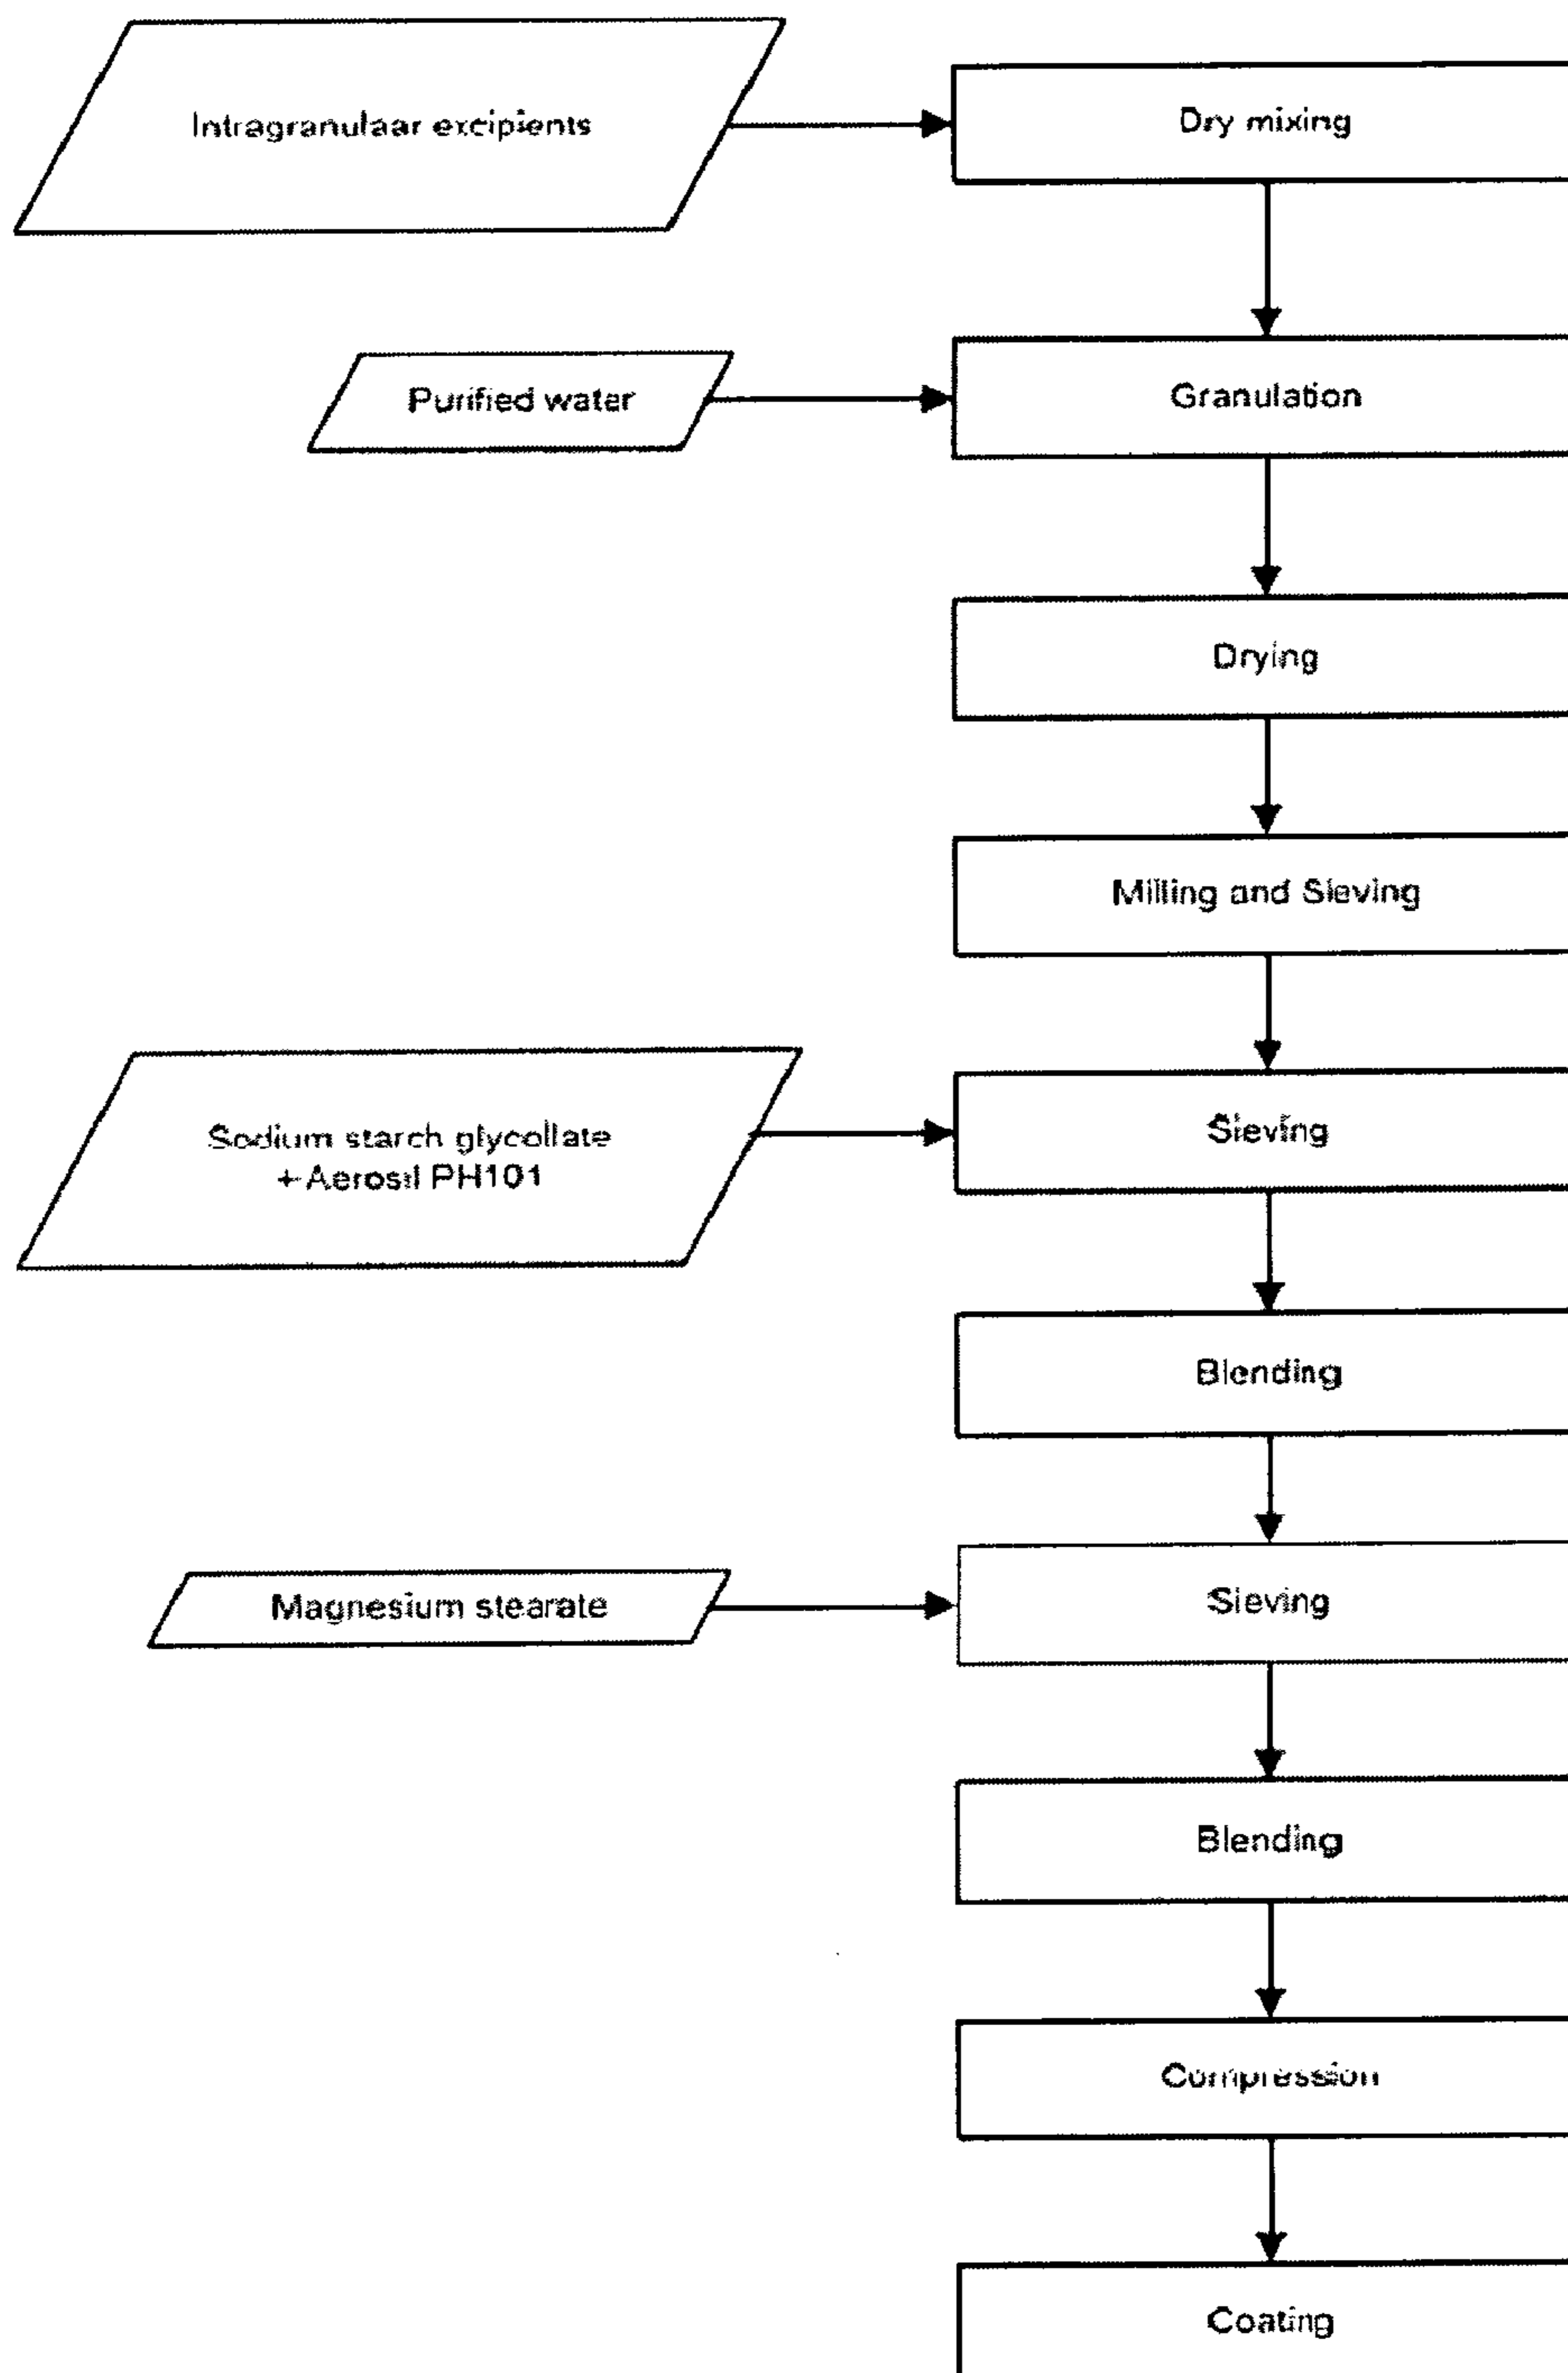 Intragranulaar excipients
Dry mixing
Purified water
Granulation
Drying
Milling and Sieving
Sodium starch glycollate
+ Aerosil PH101
Sieving
Blending
Magnesium stearate
Sieving
Blending
Compression
Coating